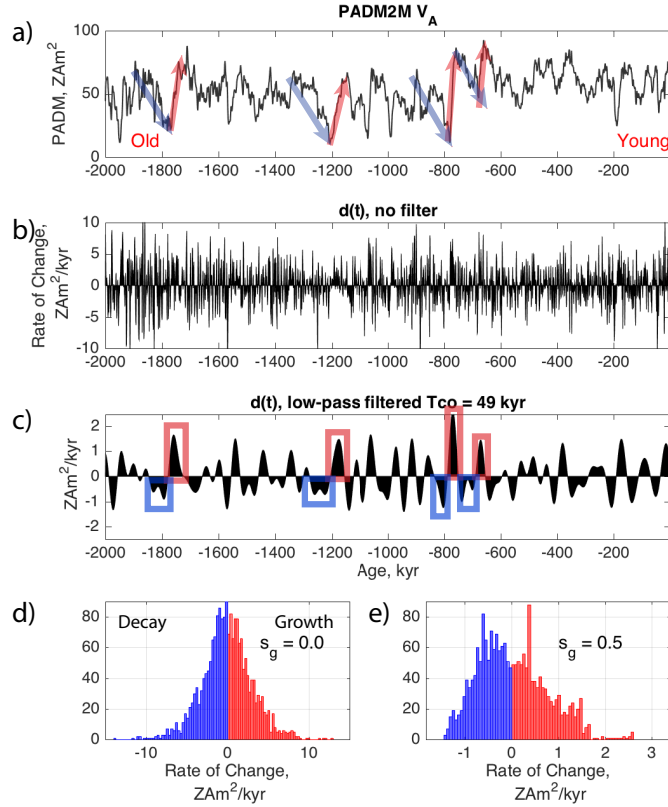 PADM2M V_A
a)
PADM, ZAm²
100
50
0
Old
Young
-2000 -1800 -1600 -1400 -1200 -1000 -800 -600 -400 -200 -0
d(t), no filter
b)
Rate of Change,
ZAm²/kyr
10
5
0
-5
-10
-2000 -1800 -1600 -1400 -1200 -1000 -800 -600 -400 -200 -0
d(t), low-pass filtered Tco = 49 kyr
c)
ZAm²/kyr
2
1
0
-1
-2
-2000 -1800 -1600 -1400 -1200 -1000 -800 -600 -400 -200 -0
Age, kyr
d)
80
60
40
20
0
Decay
Growth
s_g = 0.0
-10 0 10
Rate of Change,
ZAm²/kyr
e)
80
60
40
20
0
s_g = 0.5
-1 0 1 2 3
Rate of Change,
ZAm²/kyr